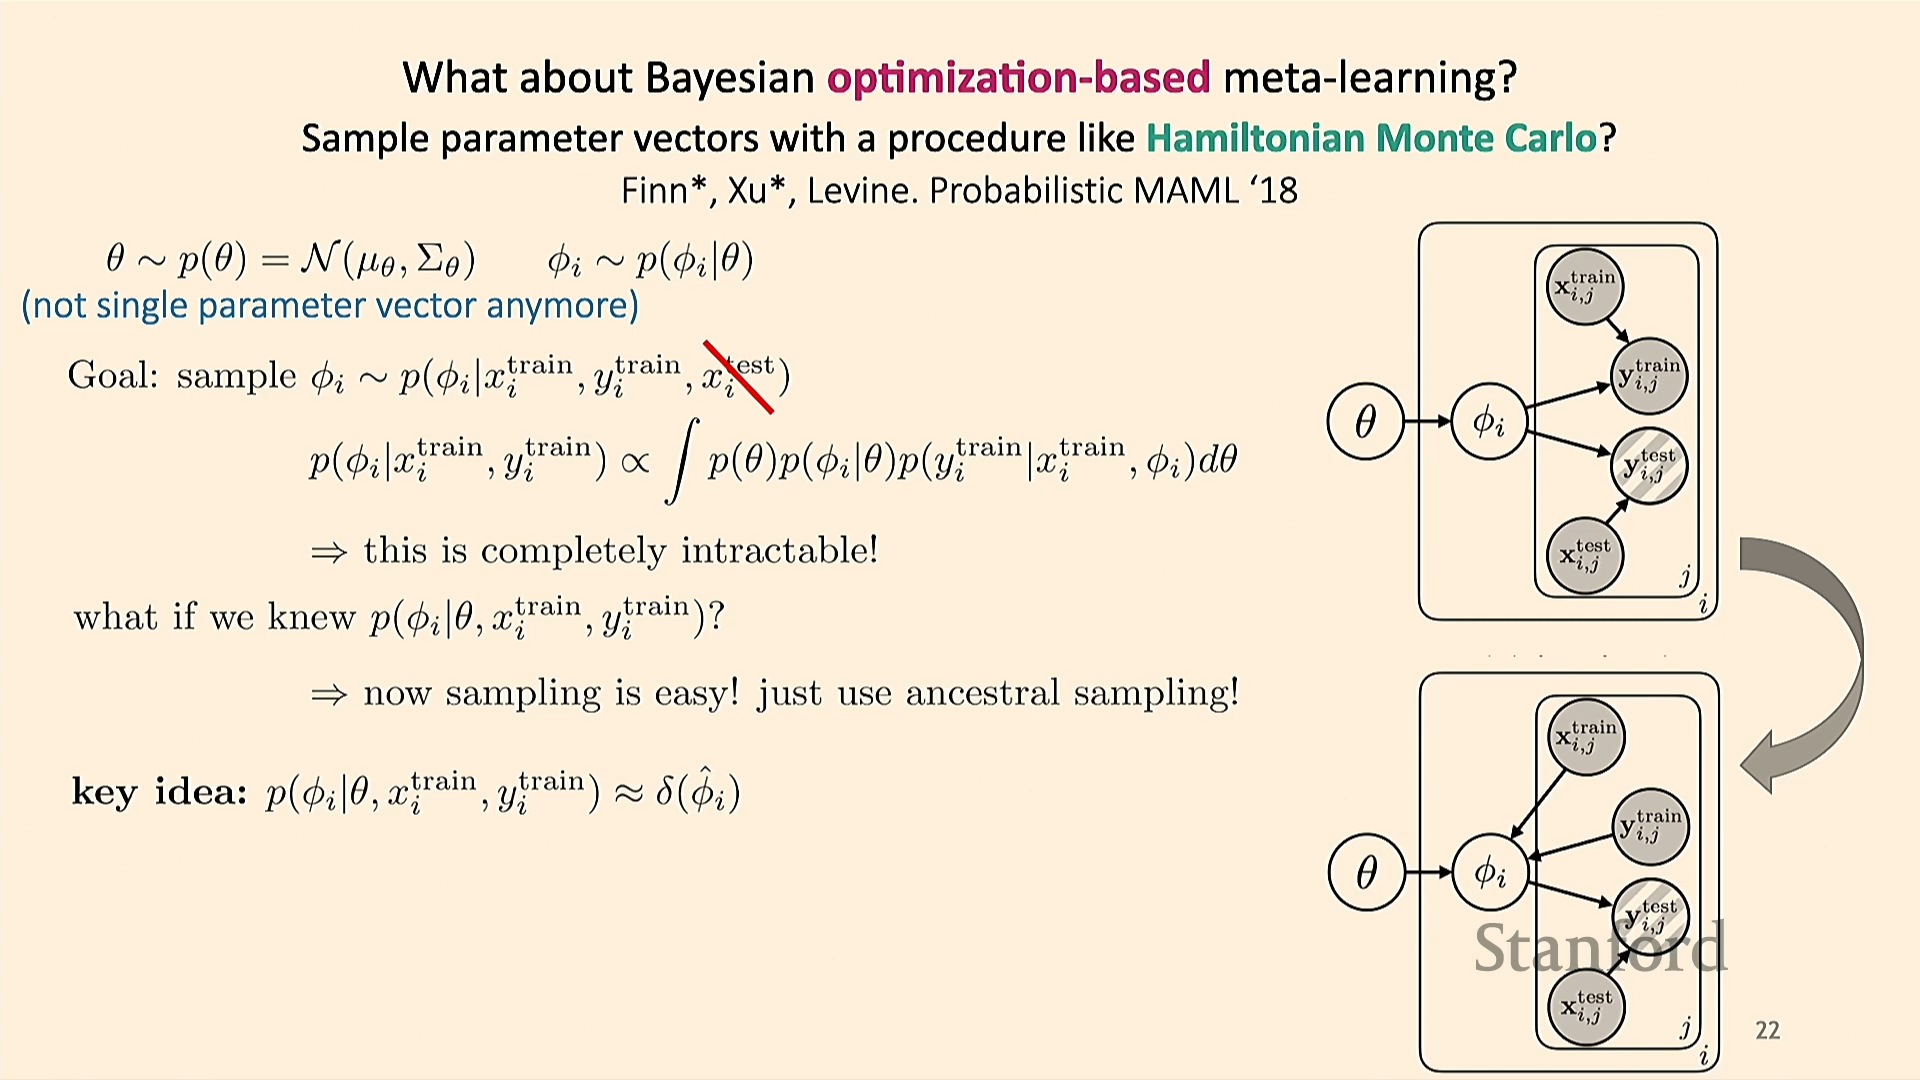 What about Bayesian optimization-based meta-learning?
Sample parameter vectors with a procedure like Hamiltonian Monte Carlo?
Finn*, Xu*, Levine. Probabilistic MAML ‘18
θ ∼ p(θ) = 𝒩(μ_θ, Σ_θ)    ϕ_i ∼ p(ϕ_i|θ)
(not single parameter vector anymore)
Goal: sample ϕ_i ∼ p(ϕ_i|x_i^train, y_i^train, x_i^test)
p(ϕ_i|x_i^train, y_i^train) ∝ ∫ p(θ)p(ϕ_i|θ)p(y_i^train|x_i^train, ϕ_i)dθ
⇒ this is completely intractable!
what if we knew p(ϕ_i|θ, x_i^train, y_i^train)?
⇒ now sampling is easy! just use ancestral sampling!
key idea: p(ϕ_i|θ, x_i^train, y_i^train) ≈ δ(ϕ̂_i)
x_{i,j}^train
y_{i,j}^train
θ
ϕ_i
y_{i,j}^test
x_{i,j}^test
j
i
x_{i,j}^train
y_{i,j}^train
θ
ϕ_i
y_{i,j}^test
Stanford
x_{i,j}^test
j
i
22